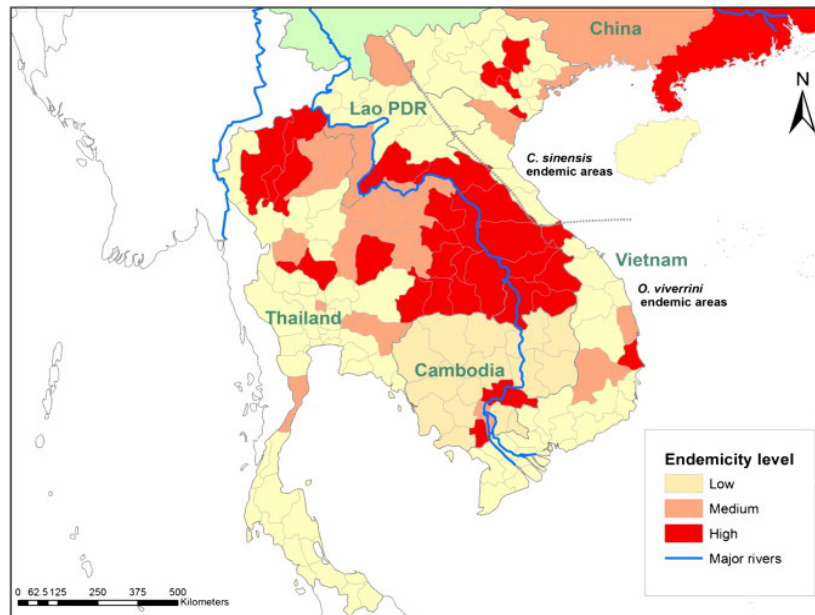 China
Lao PDR
N
C. sinensis
endemic areas
Vietnam
O. viverrini
endemic areas
Thailand
Cambodia
Endemicity level
Low
Medium
High
Major rivers
0 62.5 125 250 375 500
Kilometers